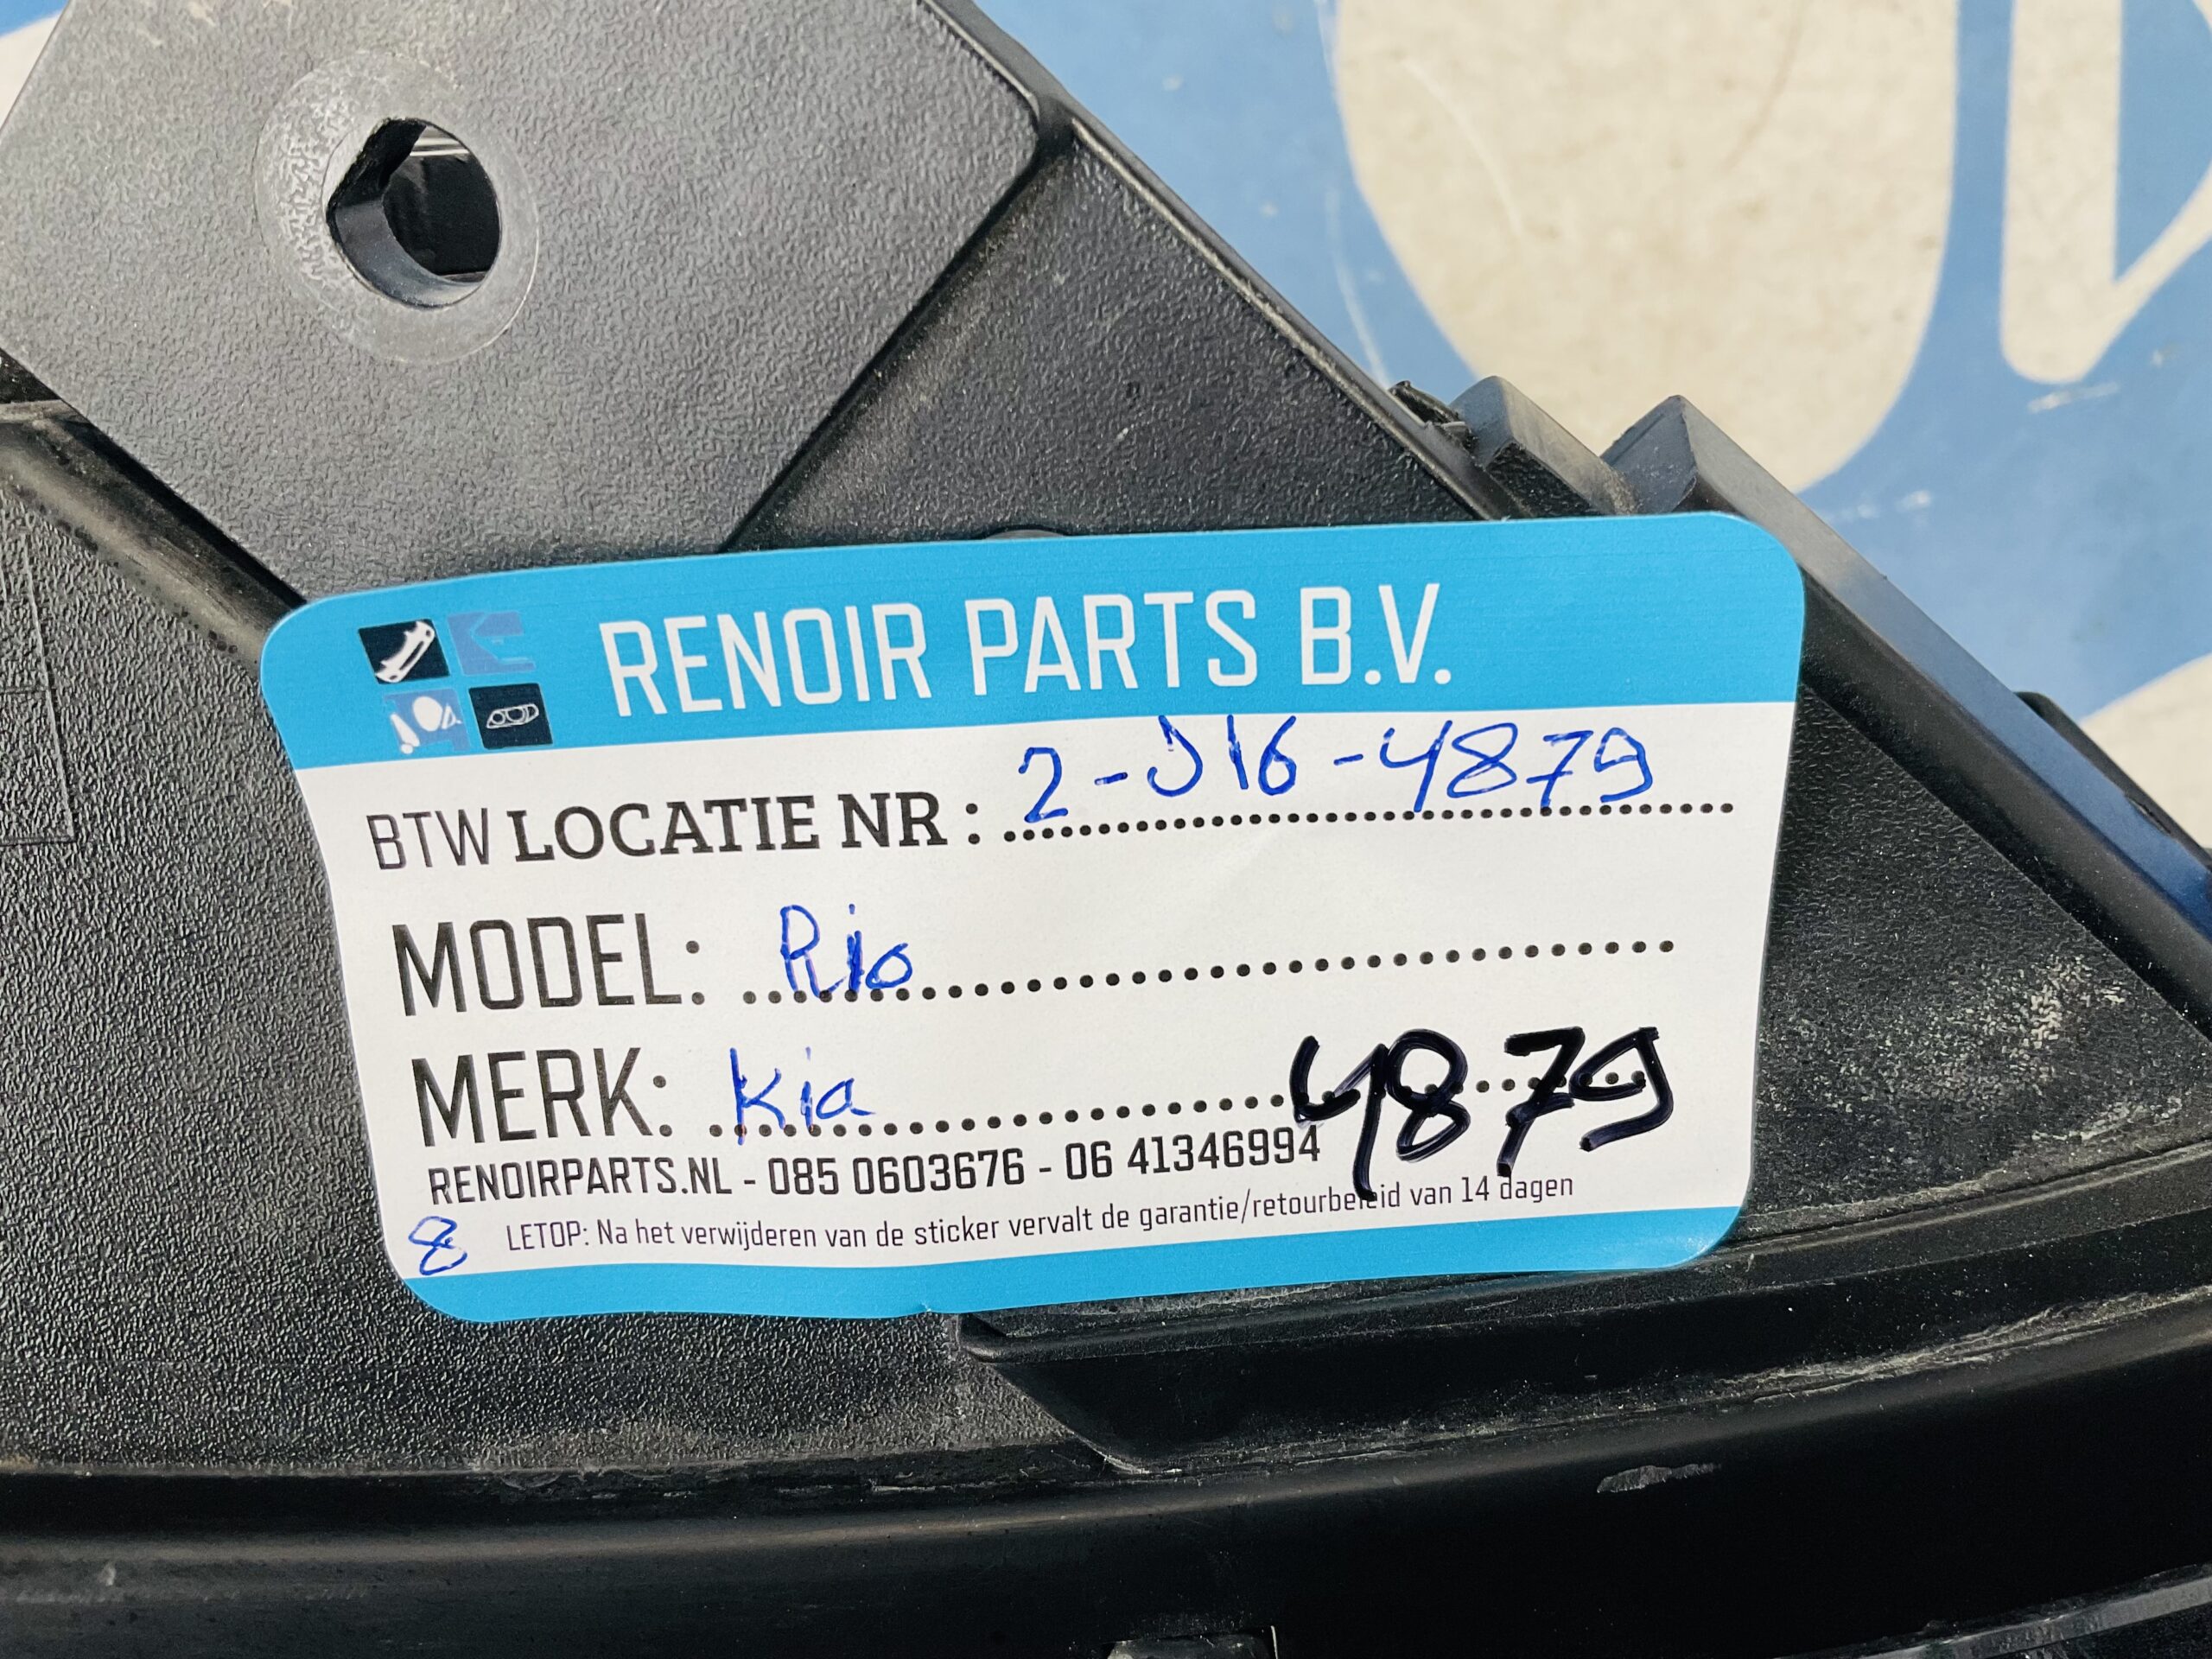 RENOIR PARTS B.V.
BTW LOCATIE NR : 2-J16-4879
MODEL: Rio
MERK: Kia 4879
RENOIRPARTS.NL - 085 0603676 - 06 41346994
8 LETOP: Na het verwijderen van de sticker vervalt de garantie/retourbeleid van 14 dagen